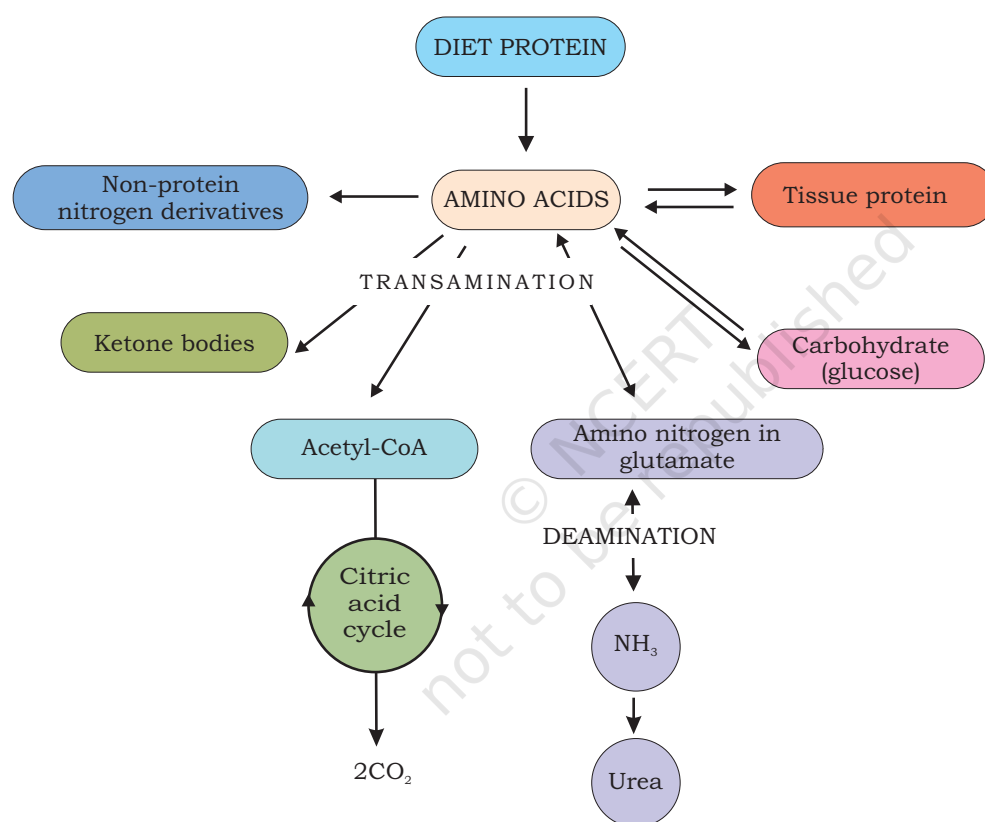 DIET PROTEIN
Non-protein
nitrogen derivatives
AMINO ACIDS
Tissue protein
TRANSAMINATION
Ketone bodies
Carbohydrate
(glucose)
Acetyl-CoA
Amino nitrogen in
glutamate
DEAMINATION
Citric
acid
cycle
NH₃
2CO₂
Urea
© NCERT
not to be republished